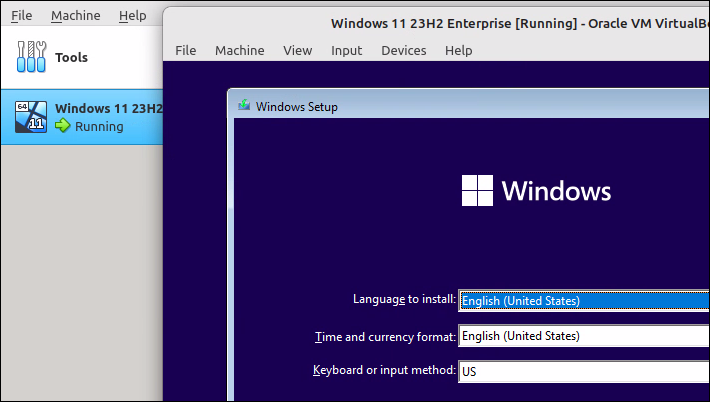 File Machine Help
Tools
64
11
Windows 11 23H2
Running
Windows 11 23H2 Enterprise [Running] - Oracle VM VirtualBo
File Machine View Input Devices Help
Windows Setup
Windows
Language to install: English (United States)
Time and currency format: English (United States)
Keyboard or input method: US